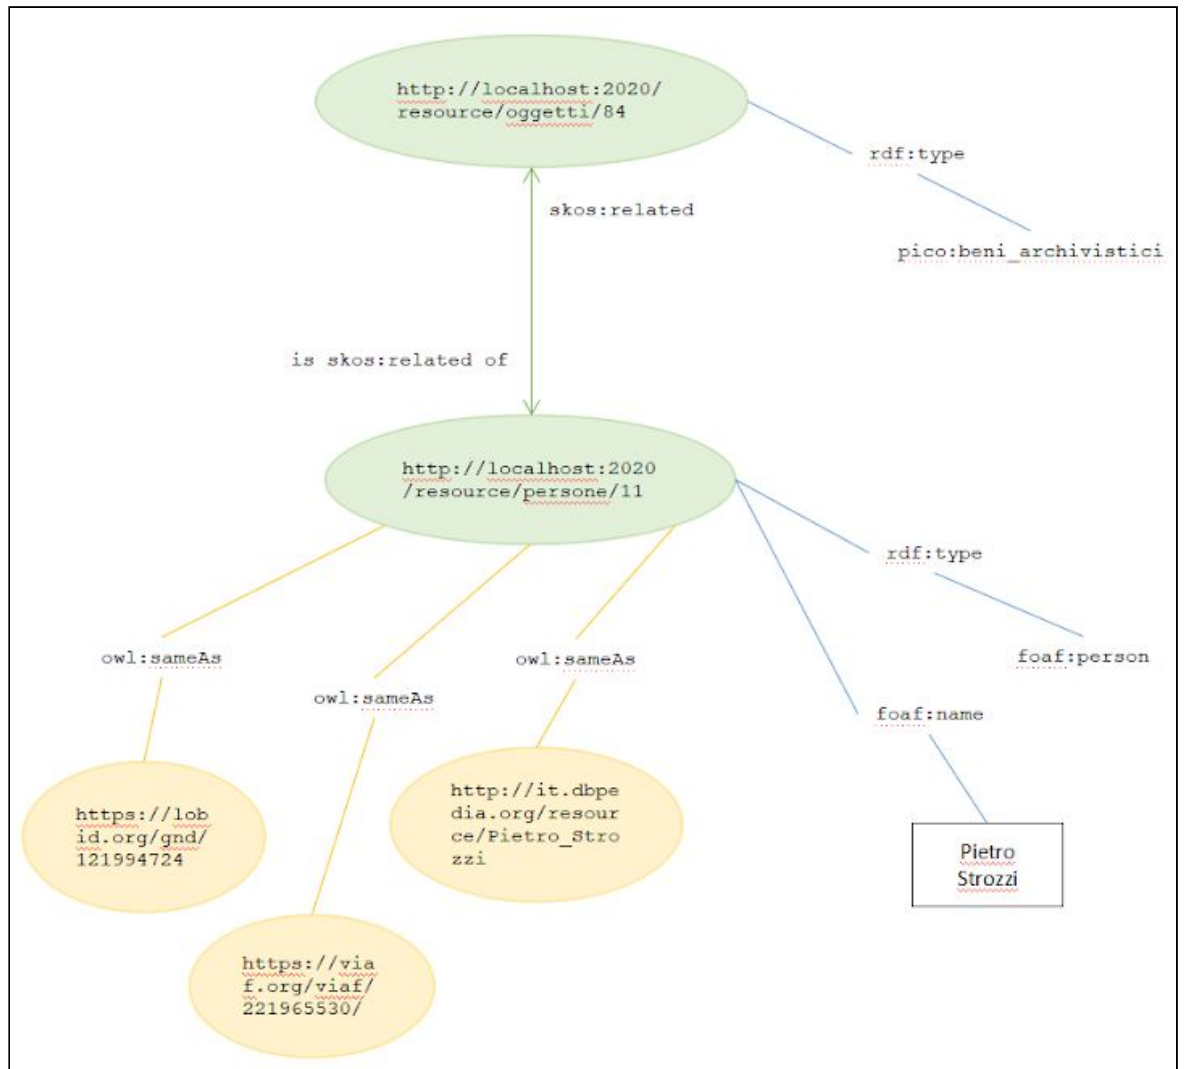 http://localhost:2020/
resource/oggetti/84
rdf:type
skos:related
pico:beni_archivistici
is skos:related of
http://localhost:2020
/resource/persone/11
rdf:type
owl:sameAs
owl:sameAs
foaf:person
owl:sameAs
foaf:name
https://lob
id.org/gnd/
121994724
http://it.dbpe
dia.org/resour
ce/Pietro_Stro
zzi
Pietro
Strozzi
https://via
f.org/viaf/
221965530/